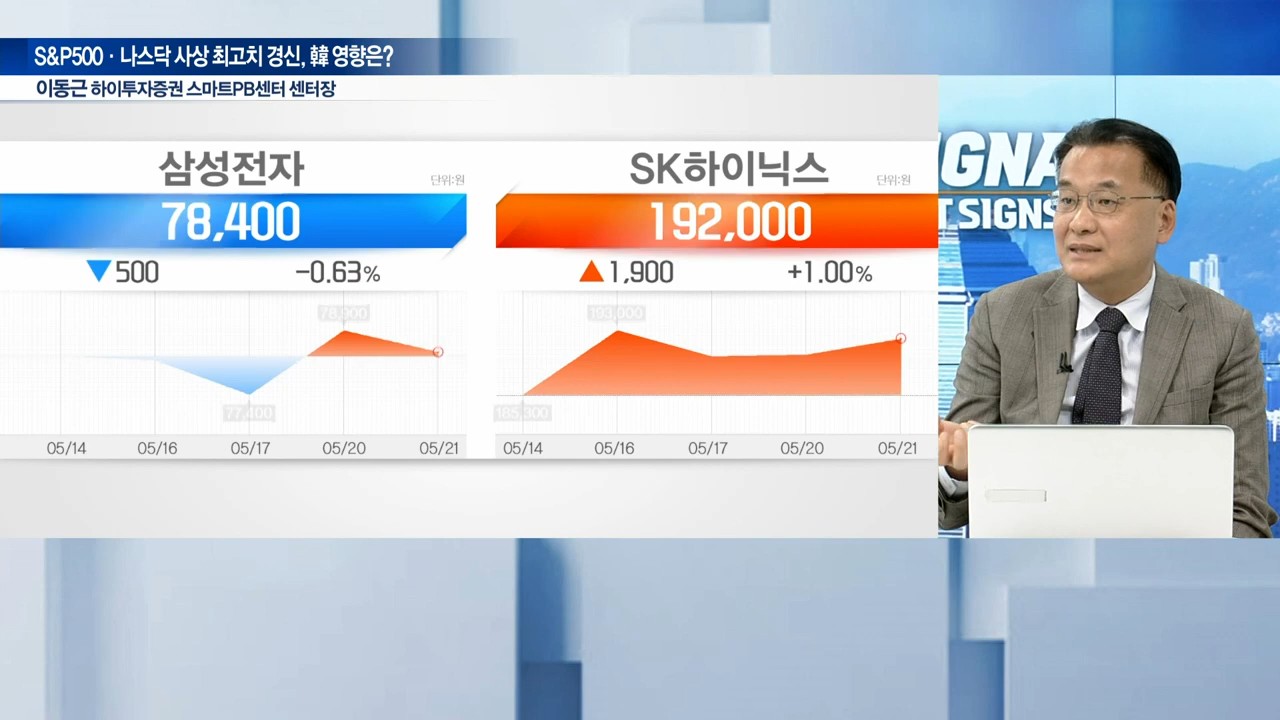 S&P500 · 나스닥 사상 최고치 경신, 韓 영향은?
이동근 하이투자증권 스마트PB센터 센터장
삼성전자
단위:원
78,400
▼500 -0.63%
78,900
77,400
05/14 05/16 05/17 05/20 05/21
SK하이닉스
단위:원
192,000
▲1,900 +1.00%
193,000
185,300
05/14 05/16 05/17 05/20 05/21
IGNA
T SIGNS